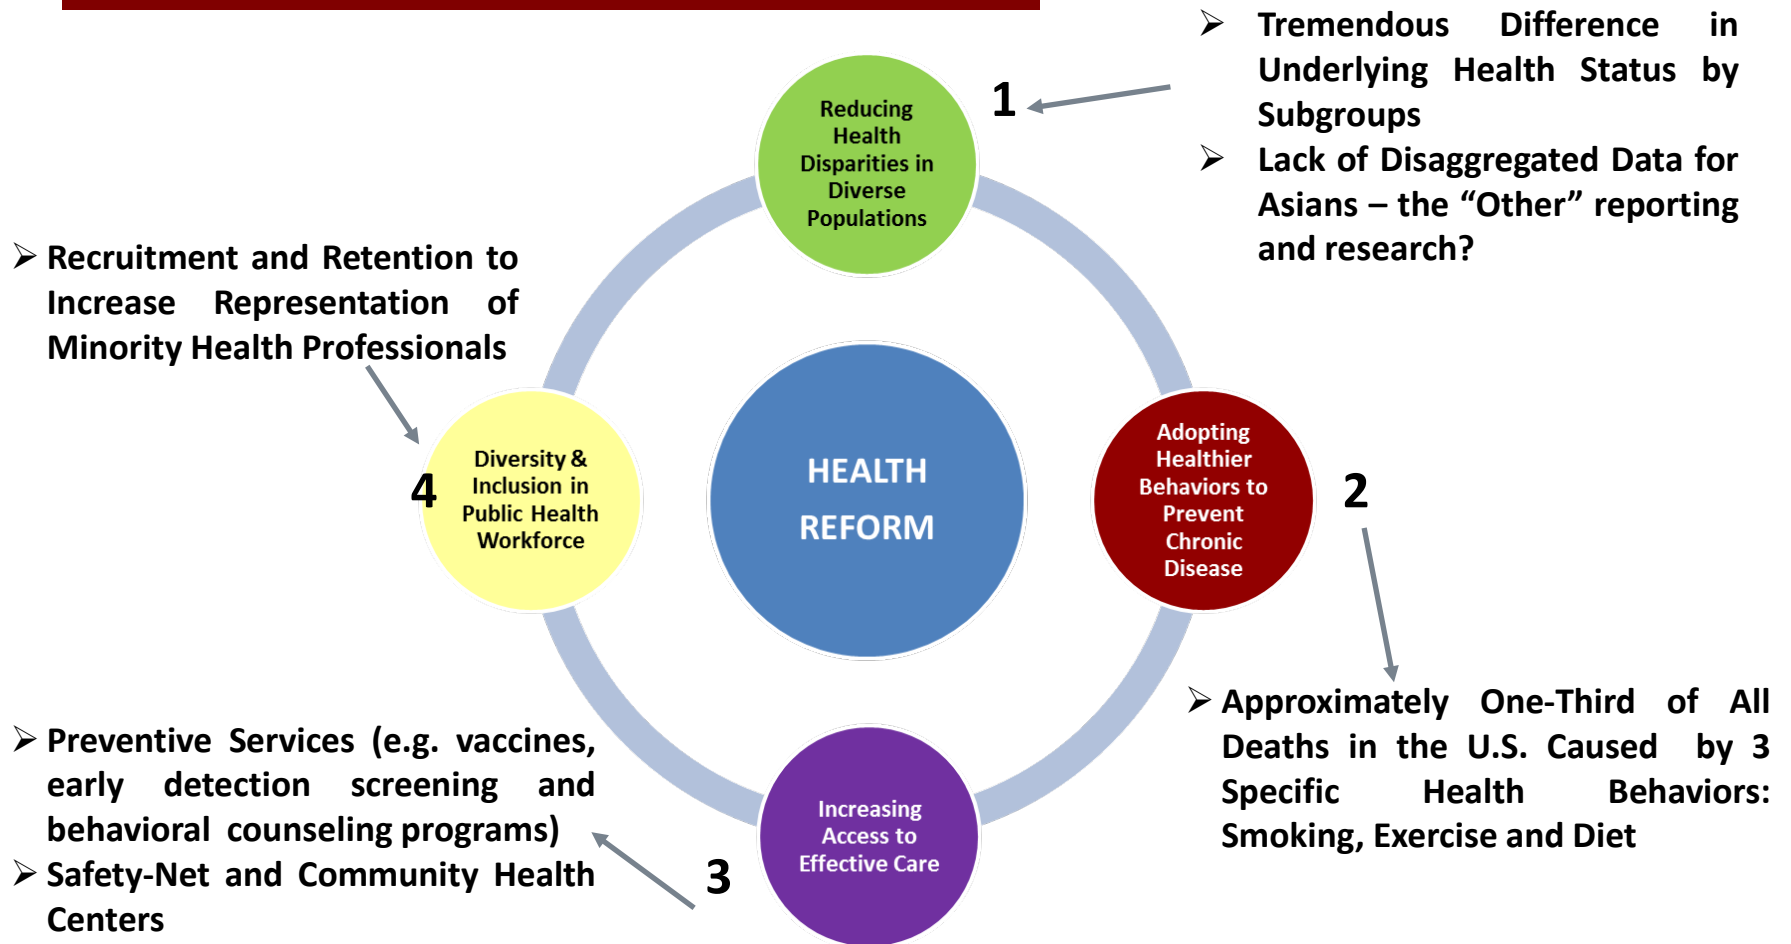 ➢ Tremendous Difference in
Underlying Health Status by
Subgroups
➢ Lack of Disaggregated Data for
Asians – the “Other” reporting
and research?
1
Reducing
Health
Disparities in
Diverse
Populations
➢ Recruitment and Retention to
Increase Representation of
Minority Health Professionals
4
Diversity &
Inclusion in
Public Health
Workforce
HEALTH
REFORM
Adopting
Healthier
Behaviors to
Prevent
Chronic
Disease
2
➢ Approximately One-Third of All
Deaths in the U.S. Caused by 3
Specific Health Behaviors:
Smoking, Exercise and Diet
➢ Preventive Services (e.g. vaccines,
early detection screening and
behavioral counseling programs)
➢ Safety-Net and Community Health
Centers
3
Increasing
Access to
Effective Care